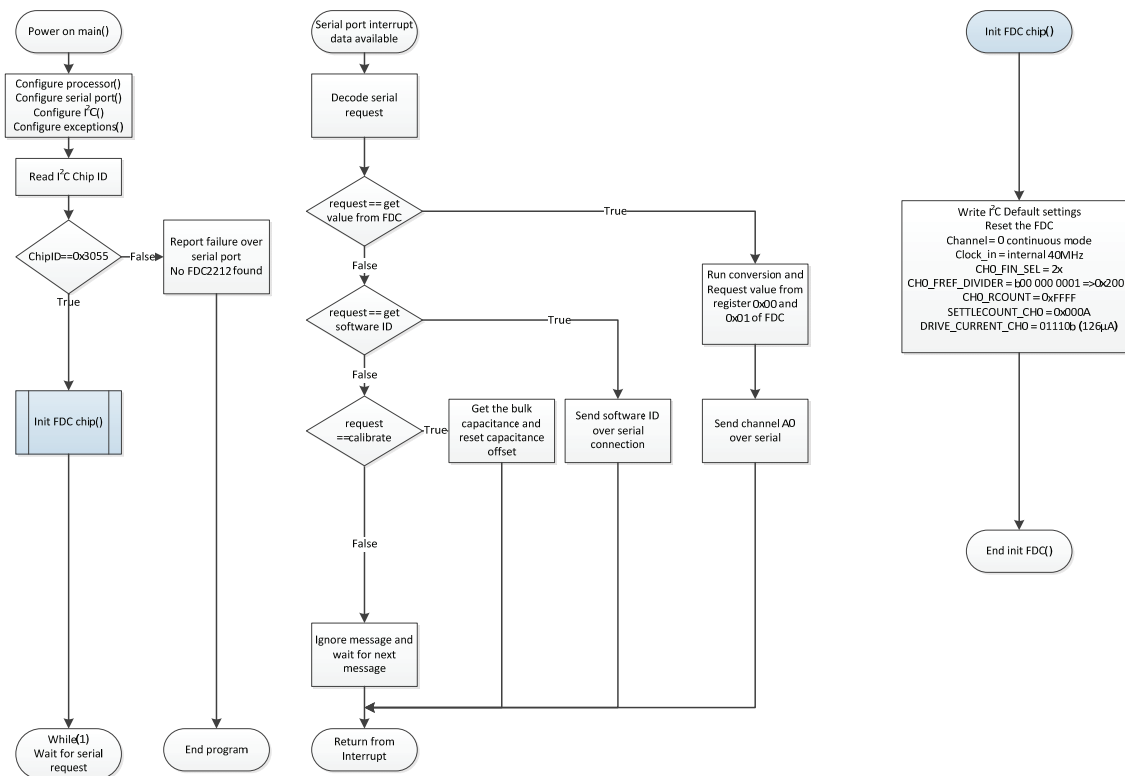 Power on main()
Configure processor()
Configure serial port()
Configure I²C()
Configure exceptions()
Read I²C Chip ID
ChipID==0x3055
False
Report failure over
serial port
No FDC2212 found
True
Init FDC chip()
While(1)
Wait for serial
request
End program
Serial port interrupt
data available
Decode serial
request
request == get
value from FDC
True
False
request == get
software ID
True
False
request
==calibrate
True
Get the bulk
capacitance and
reset capacitance
offset
Send software ID
over serial
connection
Run conversion and
Request value from
register 0x00 and
0x01 of FDC
Send channel A0
over serial
False
Ignore message and
wait for next
message
Return from
Interrupt
Init FDC chip()
Write I²C Default settings
Reset the FDC
Channel = 0 continuous mode
Clock_in = internal 40MHz
CH0_FIN_SEL = 2x
CH0_FREF_DIVIDER = b00 000 0001 =>0x2001
CH0_RCOUNT = 0xFFFF
SETTLECOUNT_CH0 = 0x000A
DRIVE_CURRENT_CH0 = 01110b (126µA)
End init FDC()